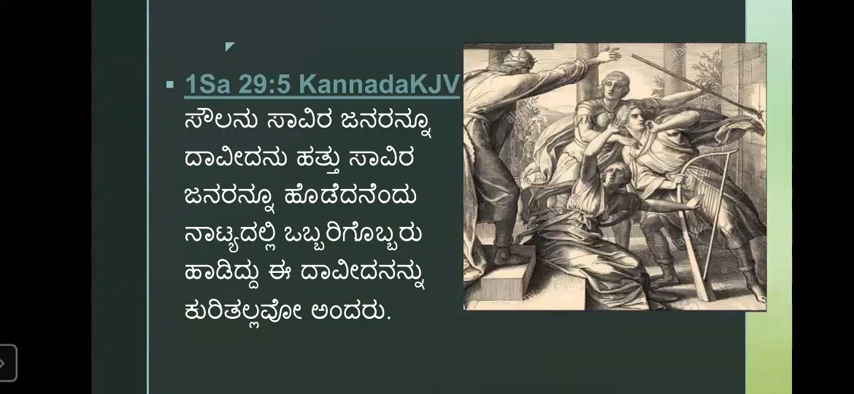 1Sa 29:5 KannadaKJV
ಸೌಲನು ಸಾವಿರ ಜನರನ್ನೂ
ದಾವೀದನು ಹತ್ತು ಸಾವಿರ
ಜನರನ್ನೂ ಹೊಡೆದನೆಂದು
ನಾಟ್ಯದಲ್ಲಿ ಒಬ್ಬರಿಗೊಬ್ಬರು
ಹಾಡಿದ್ದು ಈ ದಾವೀದನನ್ನು
ಕುರಿತಲ್ಲವೋ ಅಂದರು.